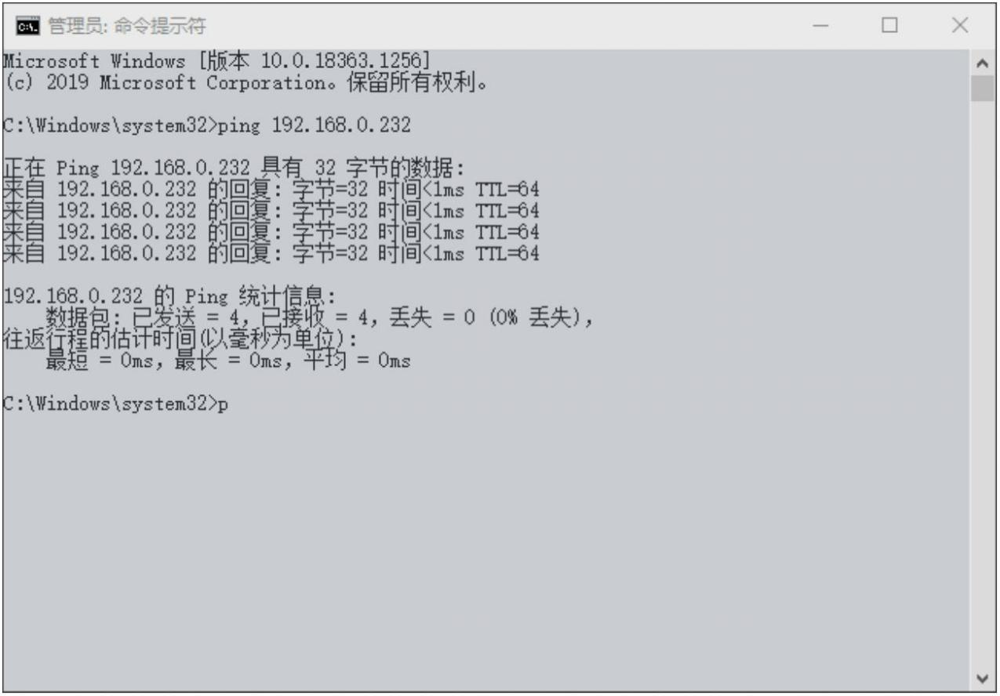 管理员: 命令提示符
Microsoft Windows [版本 10.0.18363.1256]
(c) 2019 Microsoft Corporation。保留所有权利。
C:\Windows\system32>ping 192.168.0.232
正在 Ping 192.168.0.232 具有 32 字节的数据:
来自 192.168.0.232 的回复: 字节=32 时间<1ms TTL=64
来自 192.168.0.232 的回复: 字节=32 时间<1ms TTL=64
来自 192.168.0.232 的回复: 字节=32 时间<1ms TTL=64
来自 192.168.0.232 的回复: 字节=32 时间<1ms TTL=64
192.168.0.232 的 Ping 统计信息:
数据包: 已发送 = 4, 已接收 = 4, 丢失 = 0 (0% 丢失),
往返行程的估计时间(以毫秒为单位):
最短 = 0ms, 最长 = 0ms, 平均 = 0ms
C:\Windows\system32>p